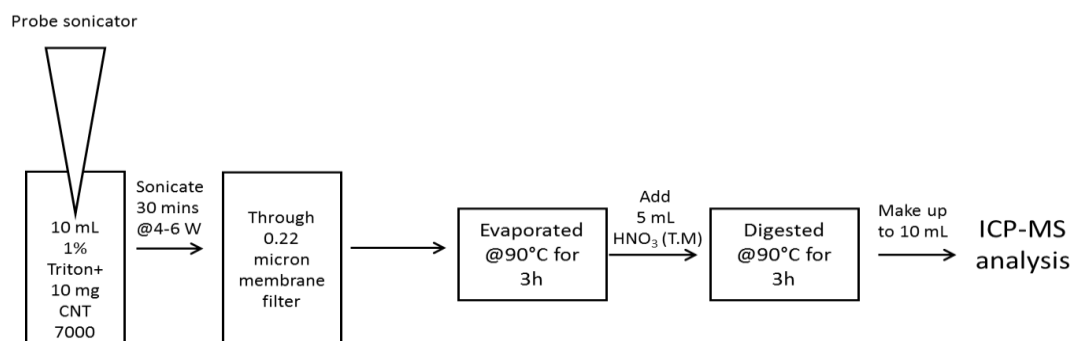 Probe sonicator
10 mL
1%
Triton+
10 mg
CNT
7000
Sonicate
30 mins
@4-6 W
Through
0.22
micron
membrane
filter
Evaporated
@90°C for
3h
Add
5 mL
HNO₃ (T.M)
Digested
@90°C for
3h
Make up
to 10 mL
ICP-MS
analysis